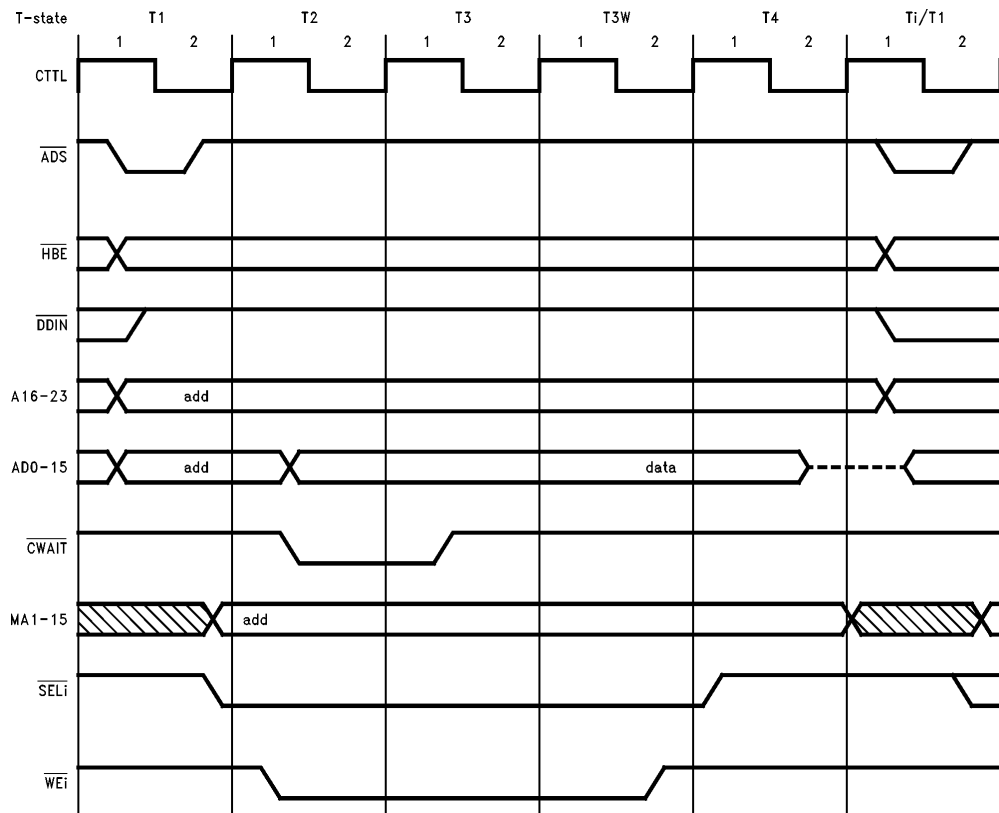 T-state T1 T2 T3 T3W T4 Ti/T1
1 2 1 2 1 2 1 2 1 2 1 2
CTTL
ADS
HBE
DDIN
A16-23 add
AD0-15 add data
CWAIT
MA1-15 add
SELi
WEi